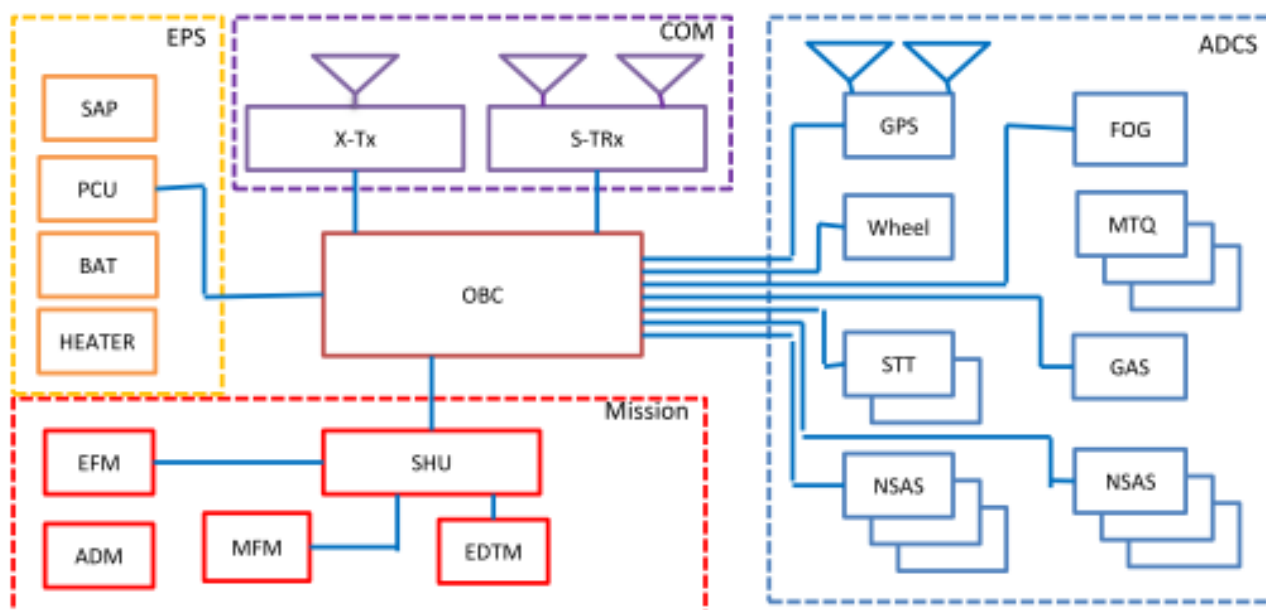 EPS
SAP
PCU
BAT
HEATER
COM
X-Tx
S-TRx
OBC
ADCS
GPS
FOG
Wheel
MTQ
STT
GAS
NSAS
NSAS
Mission
EFM
SHU
ADM
MFM
EDTM